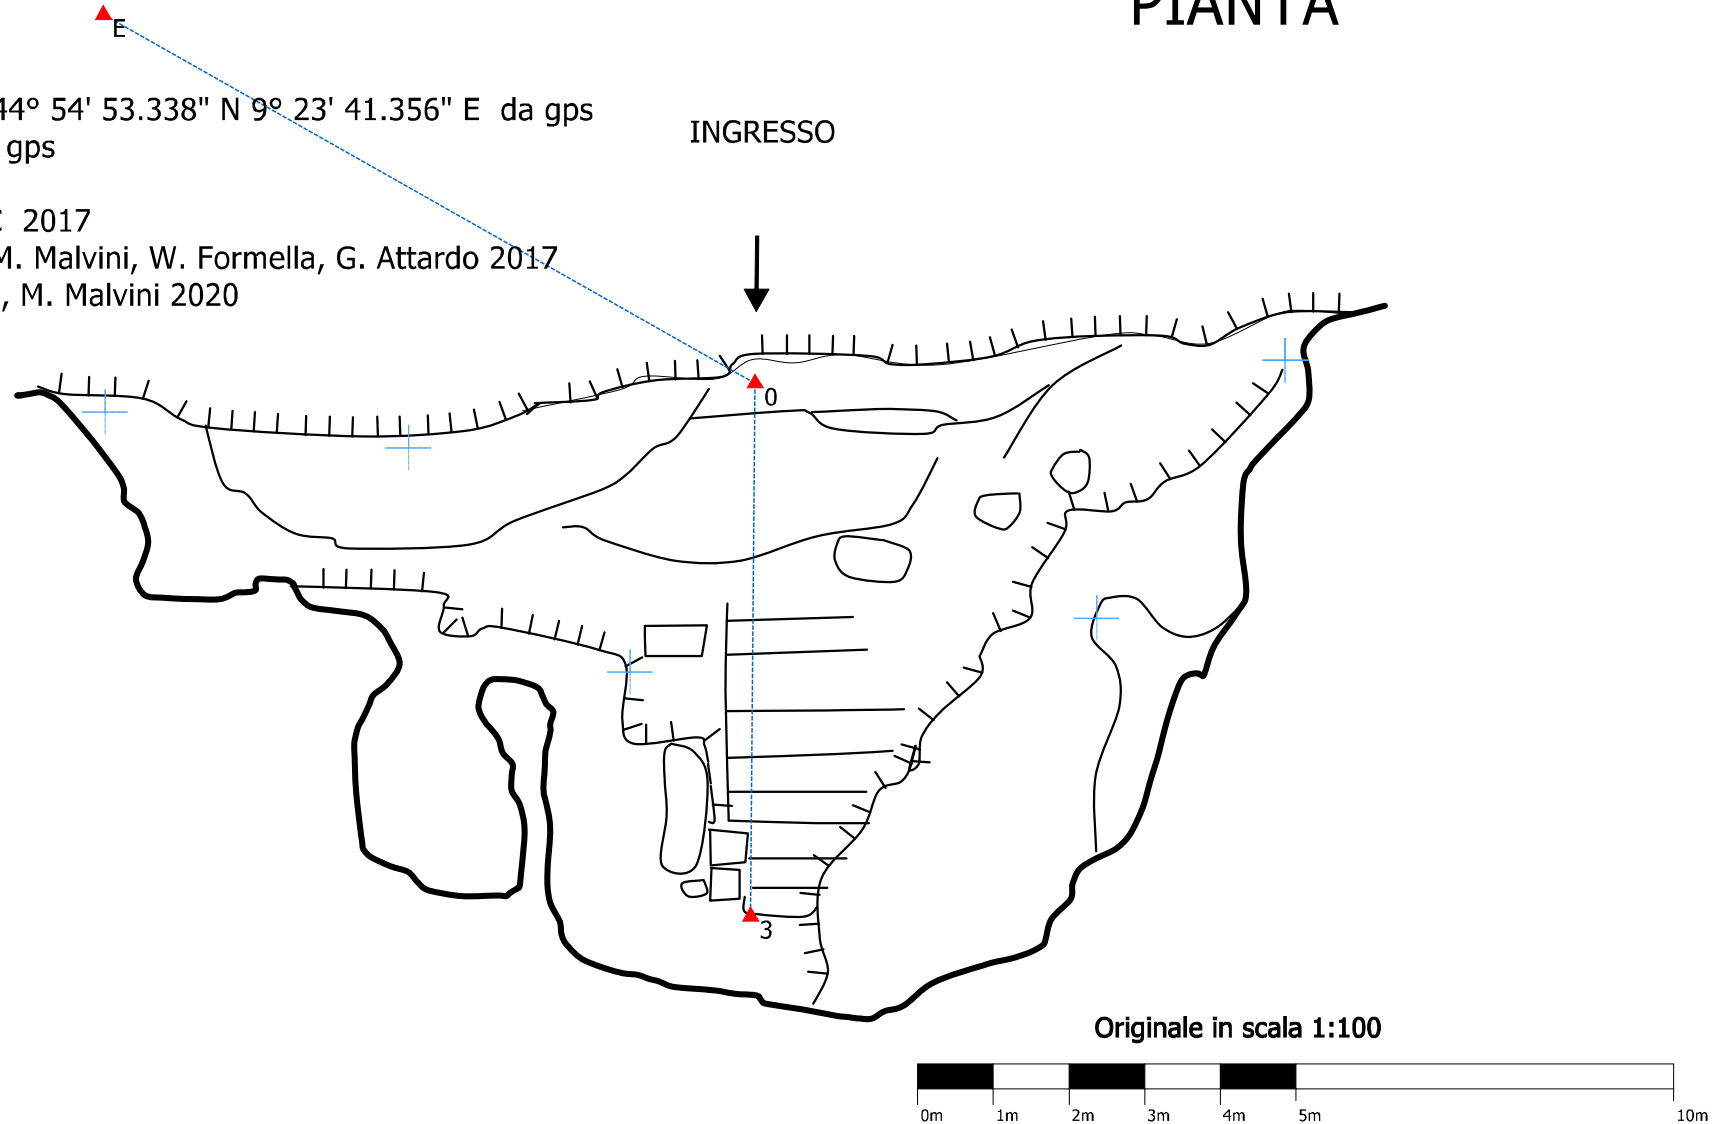 PIANTA
E
44° 54' 53.338" N 9° 23' 41.356" E da gps
gps
INGRESSO
2017
M. Malvini, W. Formella, G. Attardo 2017
, M. Malvini 2020
0
3
Originale in scala 1:100
0m 1m 2m 3m 4m 5m 10m